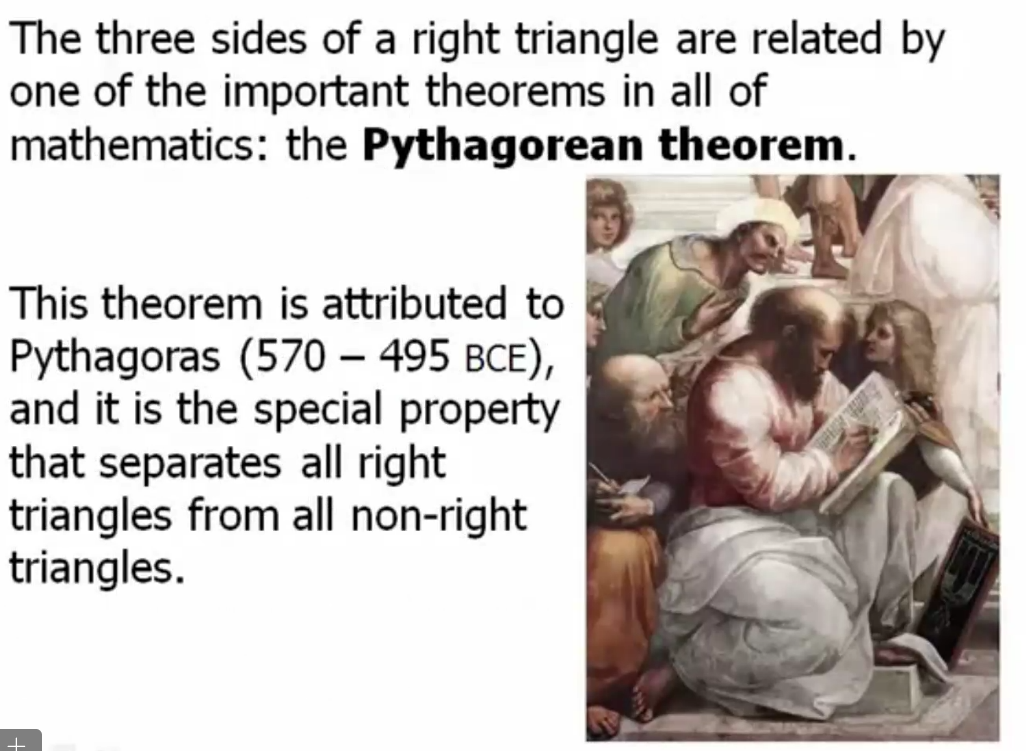 The three sides of a right triangle are related by
one of the important theorems in all of
mathematics: the Pythagorean theorem.
This theorem is attributed to
Pythagoras (570 – 495 BCE),
and it is the special property
that separates all right
triangles from all non-right
triangles.